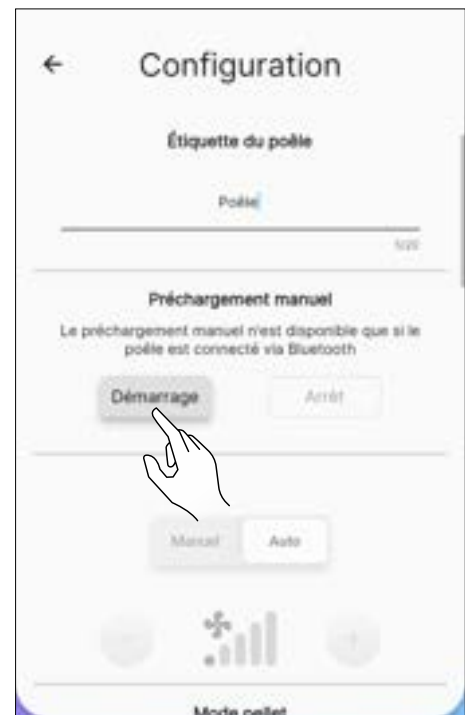 Configuration
Étiquette du poêle
Poêle
5/20
Préchargement manuel
Le préchargement manuel n'est disponible que si le
poêle est connecté via Bluetooth
Démarrage Arrêt
Manuel Auto
Mode pellet